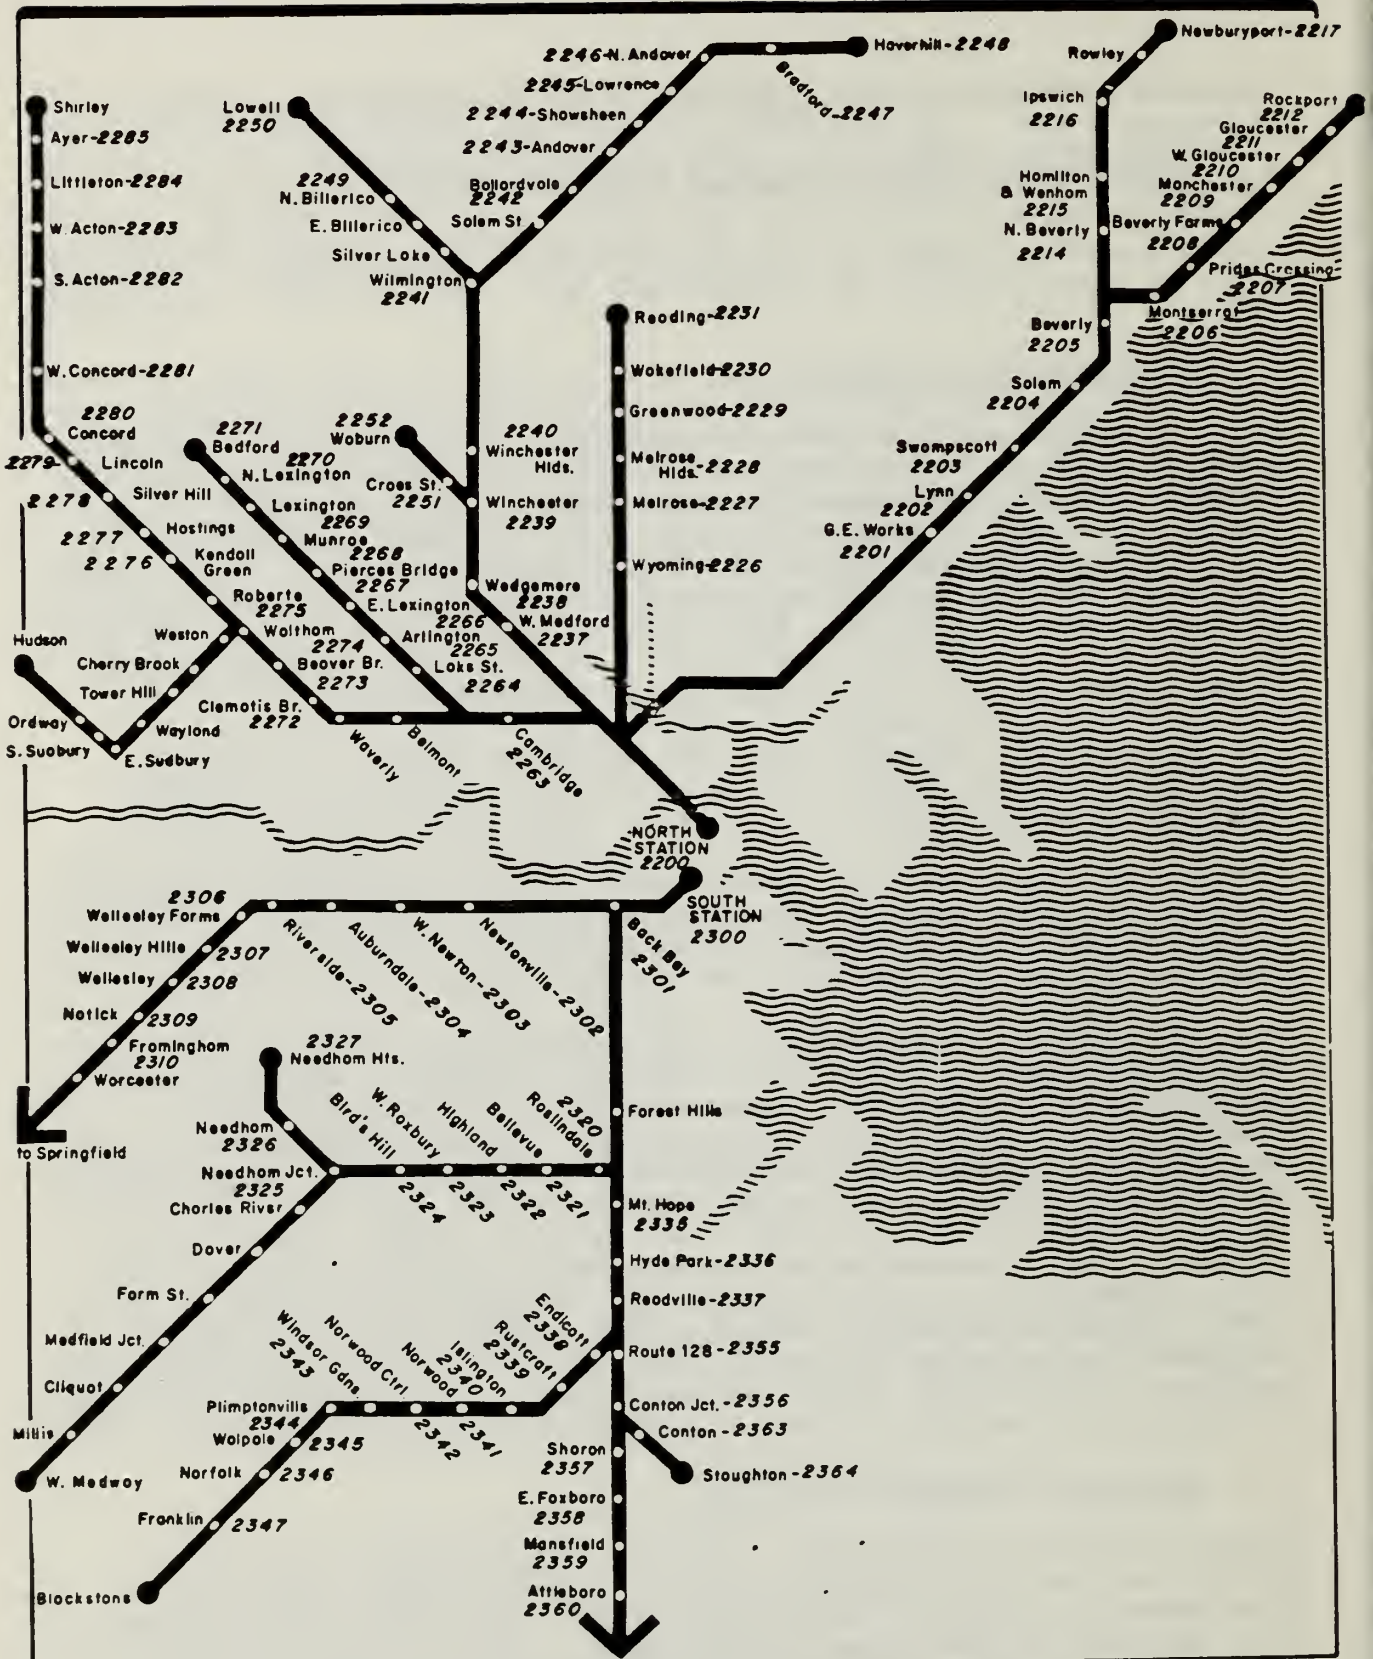 Newburyport-2217
Rowley
Ipswich
2216
Rockport
2212
Gloucester
2211
W. Gloucester
2210
Manchester
2209
Beverly Farms
2208
Prides Crossing
2207
Montserrat
2206
Hamilton
& Wenham
2215
N. Beverly
2214
Beverly
2205
Salem
2204
Swampscott
2203
Lynn
2202
G.E. Works
2201
Haverhill-2248
Bradford-2247
2246-N. Andover
2245-Lawrence
2244-Showsheen
2243-Andover
Ballardvale
2242
Salem St.
Lowell
2250
2249
N. Billerica
E. Billerica
Silver Lake
Wilmington
2241
2240
Winchester
Hlds.
Winchester
2239
2252
Woburn
Cross St.
2251
Wedgemere
2238
W. Medford
2237
Reading-2231
Wakefield-2230
Greenwood-2229
Melrose
Hlds.-2228
Melrose-2227
Wyoming-2226
Shirley
Ayer-2285
Littleton-2284
W. Acton-2283
S. Acton-2282
W. Concord-2281
2280
Concord
2279
Lincoln
2278
Silver Hill
2277
Hastings
2276
Kendall
Green
Roberts
2275
Waltham
2274
Beaver Br.
2273
Clematis Br.
2272
Waverly
Belmont
Cambridge
2263
2271
Bedford
2270
N. Lexington
Lexington
2269
Munroe
2268
Pierces Bridge
2267
E. Lexington
2266
Arlington
2265
Lake St.
2264
Hudson
Weston
Cherry Brook
Tower Hill
Wayland
E. Sudbury
Ordway
S. Sudbury
NORTH
STATION
2200
SOUTH
STATION
2300
Back Bay
2301
Newtonville-2302
W. Newton-2303
Auburndale-2304
Riverside-2305
2306
Wellesley Farms
Wellesley Hills
2307
Wellesley
2308
Natick
2309
Framingham
2310
Worcester
to Springfield
2327
Needham Hts.
Needham
2326
Needham Jct.
2325
Bird's Hill
2324
W. Roxbury
2323
Highland
2322
Bellevue
2321
2320
Roslindale
Charles River
Dover
Farm St.
Medfield Jct.
Cliquot
Millis
W. Medway
Forest Hills
Mt. Hope
2335
Hyde Park-2336
Readville-2337
Endicott
2338
Rustcraft
2339
Islington
2340
Norwood
2341
Norwood Ctrl.
2342
Windsor Gdns.
2343
Plimptonville
2344
Walpole
2345
Norfolk
2346
Franklin
2347
Blackstone
Route 128-2355
Canton Jct.-2356
Canton-2363
Stoughton-2364
Sharon
2357
E. Foxboro
2358
Mansfield
2359
Attleboro
2360